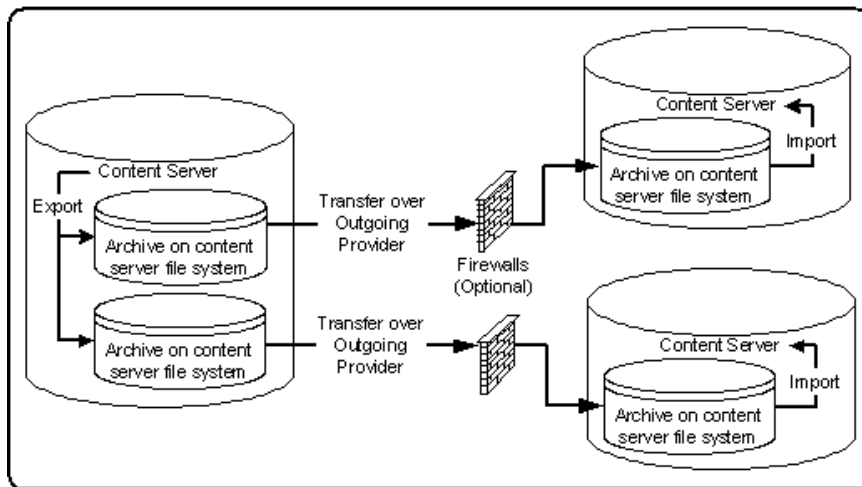 Content Server
Export
Archive on content
server file system
Archive on content
server file system
Transfer over
Outgoing
Provider
Firewalls
(Optional)
Transfer over
Outgoing
Provider
Content Server
Import
Archive on content
server file system
Content Server
Import
Archive on content
server file system